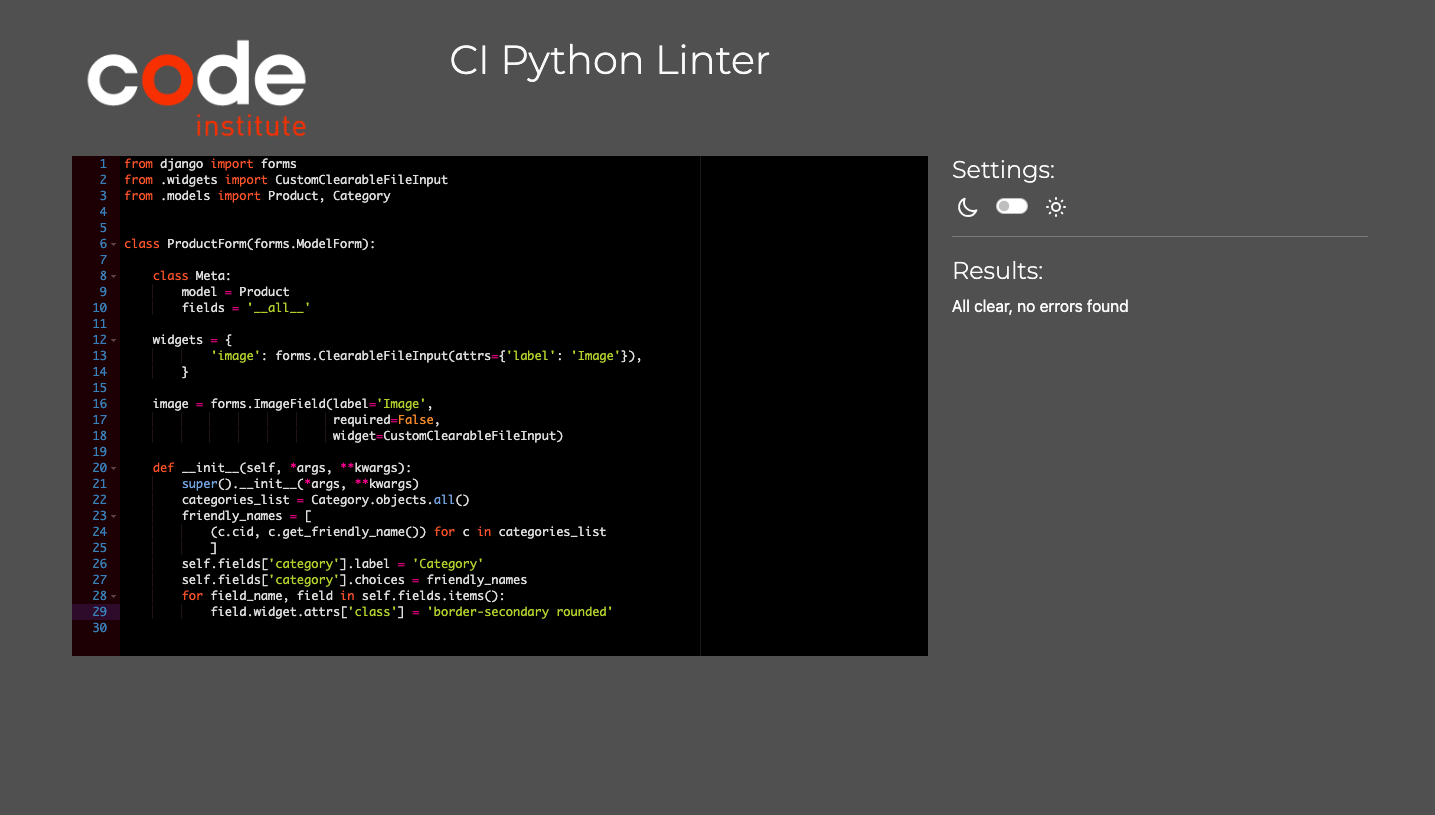 code
institute
CI Python Linter
1 from django import forms
2 from .widgets import CustomClearableFileInput
3 from .models import Product, Category
4
5
6 class ProductForm(forms.ModelForm):
7
8     class Meta:
9         model = Product
10         fields = '__all__'
11
12     widgets = {
13             'image': forms.ClearableFileInput(attrs={'label': 'Image'}),
14         }
15
16     image = forms.ImageField(label='Image',
17                              required=False,
18                              widget=CustomClearableFileInput)
19
20     def __init__(self, *args, **kwargs):
21         super().__init__(*args, **kwargs)
22         categories_list = Category.objects.all()
23         friendly_names = [
24             (c.cid, c.get_friendly_name()) for c in categories_list
25             ]
26         self.fields['category'].label = 'Category'
27         self.fields['category'].choices = friendly_names
28         for field_name, field in self.fields.items():
29             field.widget.attrs['class'] = 'border-secondary rounded'
30
Settings:
Results:
All clear, no errors found